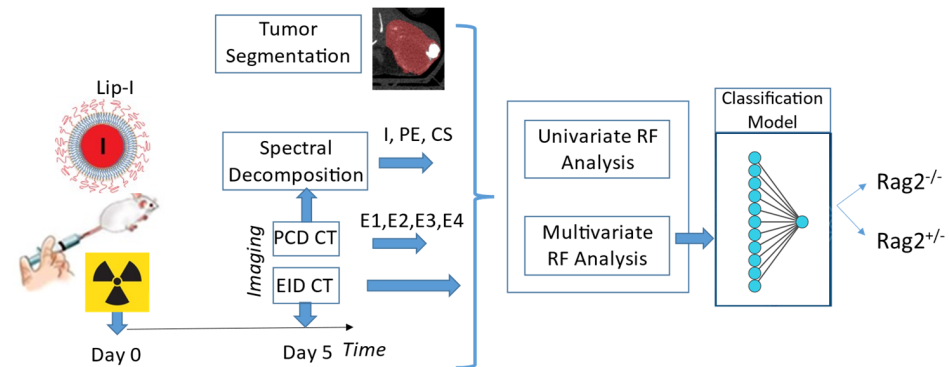 Tumor
Segmentation
Lip-I
I
Spectral
Decomposition
I, PE, CS
Imaging
PCD CT
E1,E2,E3,E4
EID CT
Day 0
Day 5
Time
Univariate RF
Analysis
Multivariate
RF Analysis
Classification
Model
Rag2-/-
Rag2+/-